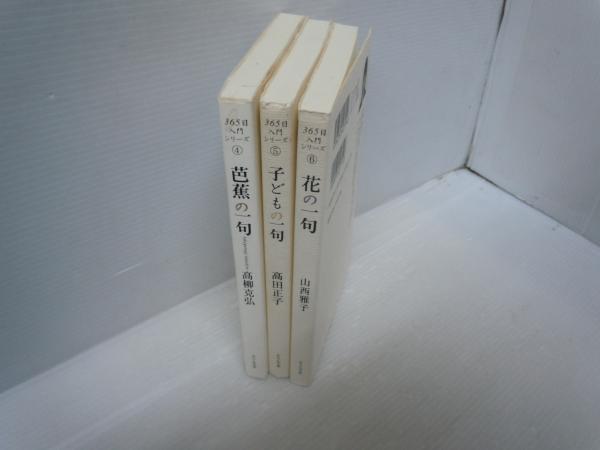 365日
入門
シリーズ
④
芭蕉の一句
髙柳克弘
365日
入門
シリーズ
⑤
子どもの一句
髙田正子
365日
入門
シリーズ
⑥
花の一句
山西雅子